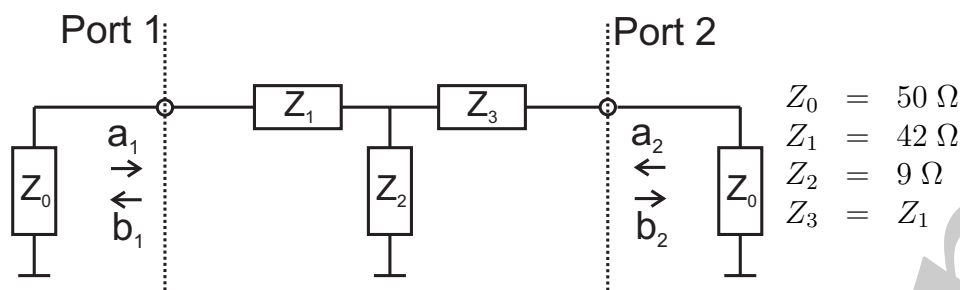 Port 1
Port 2
Z₁
Z₃
a₁
a₂
Z₀
Z₂
Z₀
b₁
b₂
Z₀ = 50 Ω
Z₁ = 42 Ω
Z₂ = 9 Ω
Z₃ = Z₁